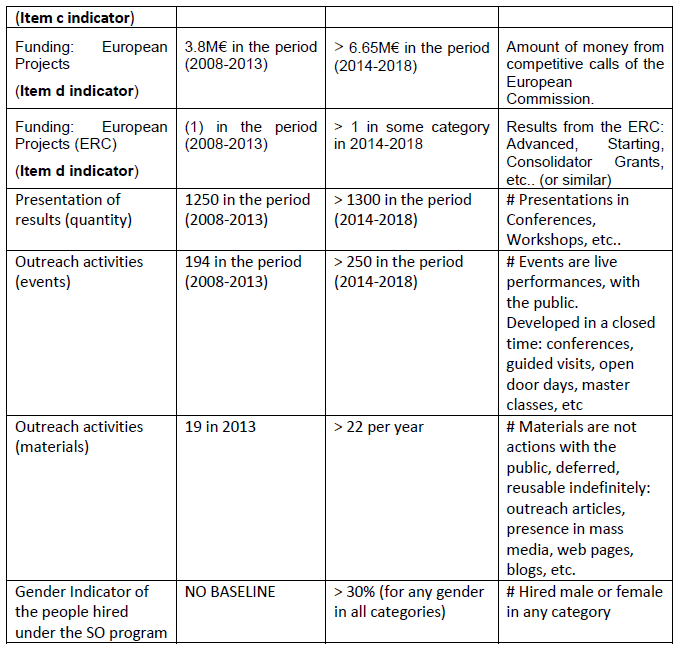 (Item c indicator)
Funding: European
Projects
(Item d indicator)
3.8M€ in the period
(2008-2013)
> 6.65M€ in the period
(2014-2018)
Amount of money from
competitive calls of the
European
Commission.
Funding: European
Projects (ERC)
(Item d indicator)
(1) in the period
(2008-2013)
> 1 in some category
in 2014-2018
Results from the ERC:
Advanced, Starting,
Consolidator Grants,
etc.. (or similar)
Presentation of
results (quantity)
1250 in the period
(2008-2013)
> 1300 in the period
(2014-2018)
# Presentations in
Conferences,
Workshops, etc..
Outreach activities
(events)
194 in the period
(2008-2013)
> 250 in the period
(2014-2018)
# Events are live
performances, with
the public.
Developed in a closed
time: conferences,
guided visits, open
door days, master
classes, etc
Outreach activities
(materials)
19 in 2013
> 22 per year
# Materials are not
actions with the
public, deferred,
reusable indefinitely:
outreach articles,
presence in mass
media, web pages,
blogs, etc.
Gender Indicator of
the people hired
under the SO program
NO BASELINE
> 30% (for any gender
in all categories)
# Hired male or female
in any category